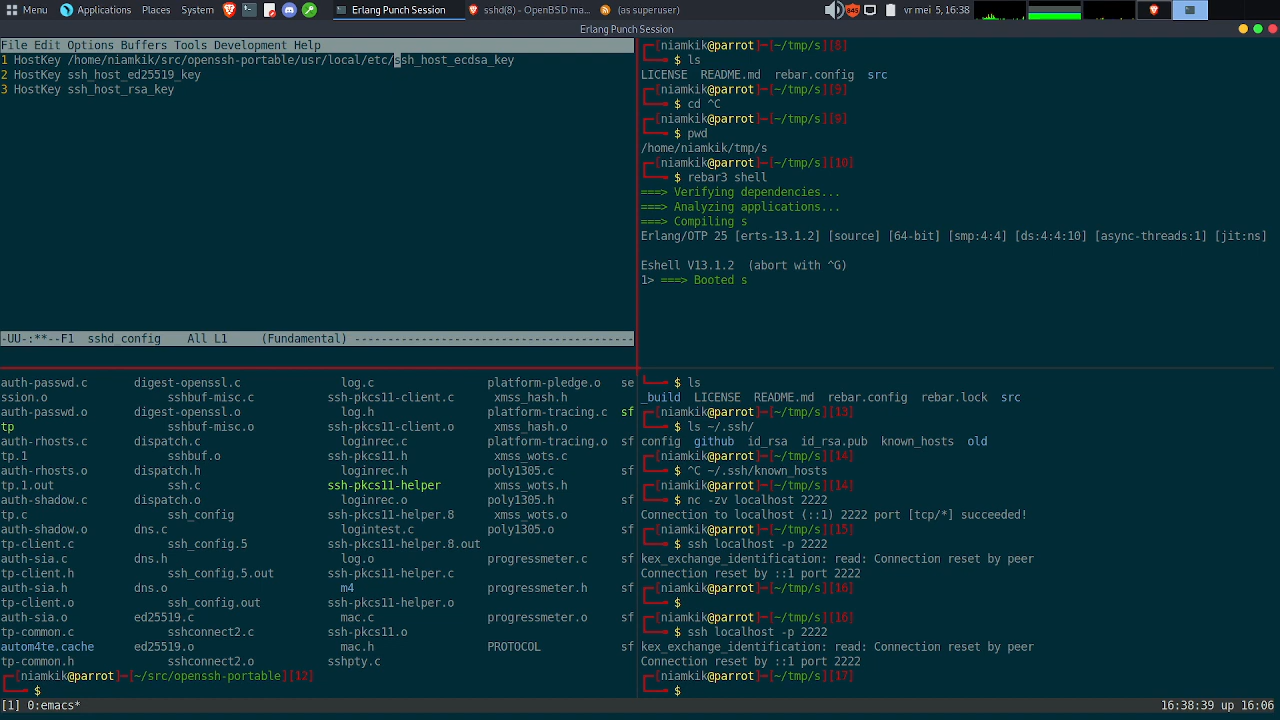 Menu Applications Places System Erlang Punch Session sshd(8) - OpenBSD ma... (as superuser) 645 vr mei 5, 16:38
Erlang Punch Session
File Edit Options Buffers Tools Development Help
1 HostKey /home/niamkik/src/openssh-portable/usr/local/etc/ssh_host_ecdsa_key
2 HostKey ssh_host_ed25519_key
3 HostKey ssh_host_rsa_key
-UU-:**--F1 sshd_config All L1 (Fundamental) ------------------------------------------
┌─[niamkik@parrot]─[~/tmp/s][8]
└──╼ $ ls
LICENSE README.md rebar.config src
┌─[niamkik@parrot]─[~/tmp/s][9]
└──╼ $ cd ^C
┌─[niamkik@parrot]─[~/tmp/s][9]
└──╼ $ pwd
/home/niamkik/tmp/s
┌─[niamkik@parrot]─[~/tmp/s][10]
└──╼ $ rebar3 shell
===> Verifying dependencies...
===> Analyzing applications...
===> Compiling s
Erlang/OTP 25 [erts-13.1.2] [source] [64-bit] [smp:4:4] [ds:4:4:10] [async-threads:1] [jit:ns]
Eshell V13.1.2 (abort with ^G)
1> ===> Booted s
auth-passwd.c digest-openssl.c log.c platform-pledge.o se
ssion.o sshbuf-misc.c ssh-pkcs11-client.c xmss_hash.h
auth-passwd.o digest-openssl.o log.h platform-tracing.c sf
tp sshbuf-misc.o ssh-pkcs11-client.o xmss_hash.o
auth-rhosts.c dispatch.c loginrec.c platform-tracing.o sf
tp.1 sshbuf.o ssh-pkcs11.h xmss_wots.c
auth-rhosts.o dispatch.h loginrec.h poly1305.c sf
tp.1.out ssh.c ssh-pkcs11-helper xmss_wots.h
auth-shadow.c dispatch.o loginrec.o poly1305.h sf
tp.c ssh_config ssh-pkcs11-helper.8 xmss_wots.o
auth-shadow.o dns.c logintest.c poly1305.o sf
tp-client.c ssh_config.5 ssh-pkcs11-helper.8.out
auth-sia.c dns.h log.o progressmeter.c sf
tp-client.h ssh_config.5.out ssh-pkcs11-helper.c
auth-sia.h dns.o m4 progressmeter.h sf
tp-client.o ssh_config.out ssh-pkcs11-helper.o
auth-sia.o ed25519.c mac.c progressmeter.o sf
tp-common.c sshconnect2.c ssh-pkcs11.o
autom4te.cache ed25519.o mac.h PROTOCOL sf
tp-common.h sshconnect2.o sshpty.c
┌─[niamkik@parrot]─[~/src/openssh-portable][12]
└──╼ $
└──╼ $ ls
_build LICENSE README.md rebar.config rebar.lock src
┌─[niamkik@parrot]─[~/tmp/s][13]
└──╼ $ ls ~/.ssh/
config github id_rsa id_rsa.pub known_hosts old
┌─[niamkik@parrot]─[~/tmp/s][14]
└──╼ $ ^C ~/.ssh/known_hosts
┌─[niamkik@parrot]─[~/tmp/s][14]
└──╼ $ nc -zv localhost 2222
Connection to localhost (::1) 2222 port [tcp/*] succeeded!
┌─[niamkik@parrot]─[~/tmp/s][15]
└──╼ $ ssh localhost -p 2222
kex_exchange_identification: read: Connection reset by peer
Connection reset by ::1 port 2222
┌─[niamkik@parrot]─[~/tmp/s][16]
└──╼ $
┌─[niamkik@parrot]─[~/tmp/s][16]
└──╼ $ ssh localhost -p 2222
kex_exchange_identification: read: Connection reset by peer
Connection reset by ::1 port 2222
┌─[niamkik@parrot]─[~/tmp/s][17]
└──╼ $
[1] 0:emacs* 16:38:39 up 16:06